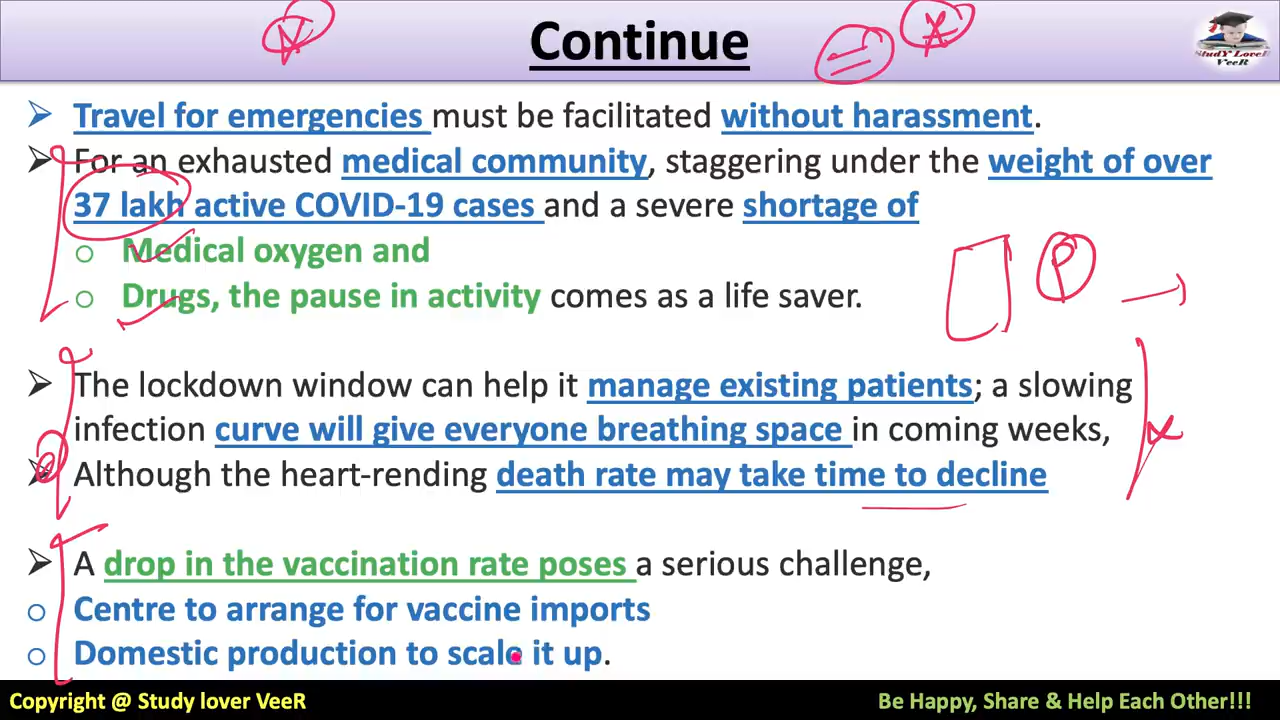 Continue
StudY LoveR
VeeR
➤ Travel for emergencies must be facilitated without harassment.
➤ For an exhausted medical community, staggering under the weight of over
37 lakh active COVID-19 cases and a severe shortage of
o Medical oxygen and
o Drugs, the pause in activity comes as a life saver.
➤ The lockdown window can help it manage existing patients; a slowing
infection curve will give everyone breathing space in coming weeks,
➤ Although the heart-rending death rate may take time to decline
➤ A drop in the vaccination rate poses a serious challenge,
o Centre to arrange for vaccine imports
o Domestic production to scale it up.
Copyright @ Study lover VeeR
Be Happy, Share & Help Each Other!!!